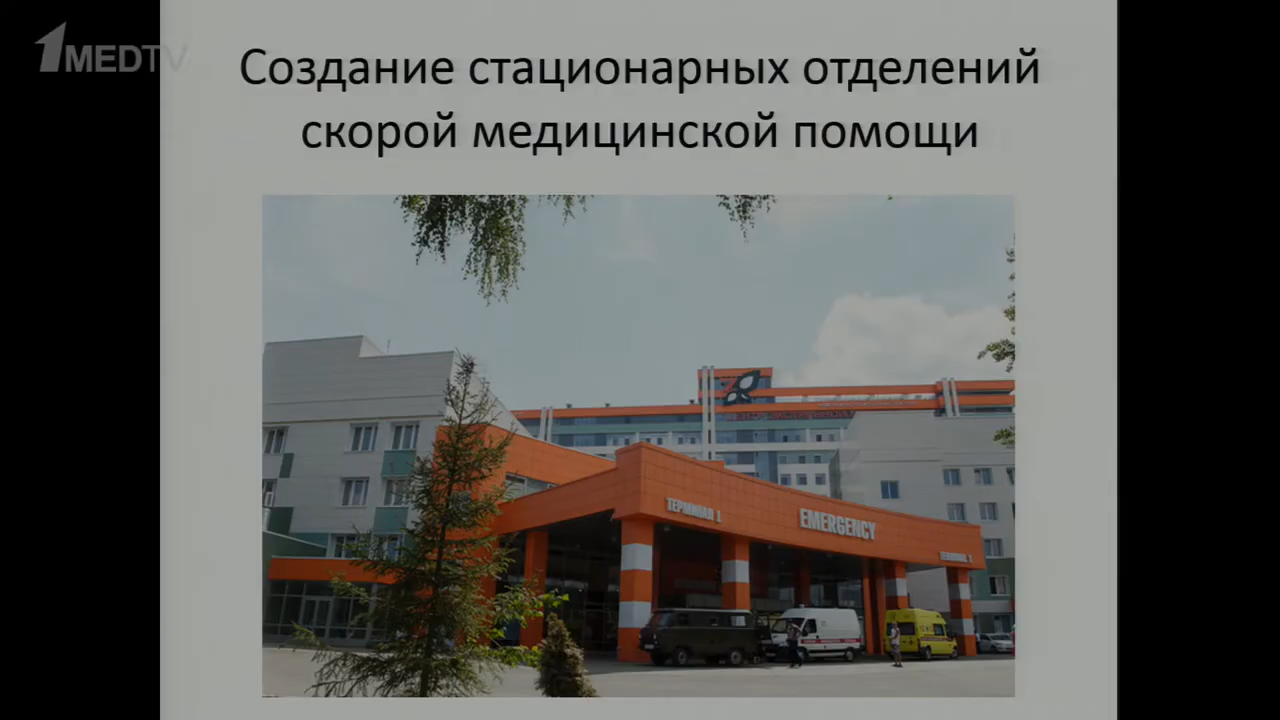 1MEDTV
Создание стационарных отделений
скорой медицинской помощи
ТЕРМИНАЛ 1
EMERGENCY